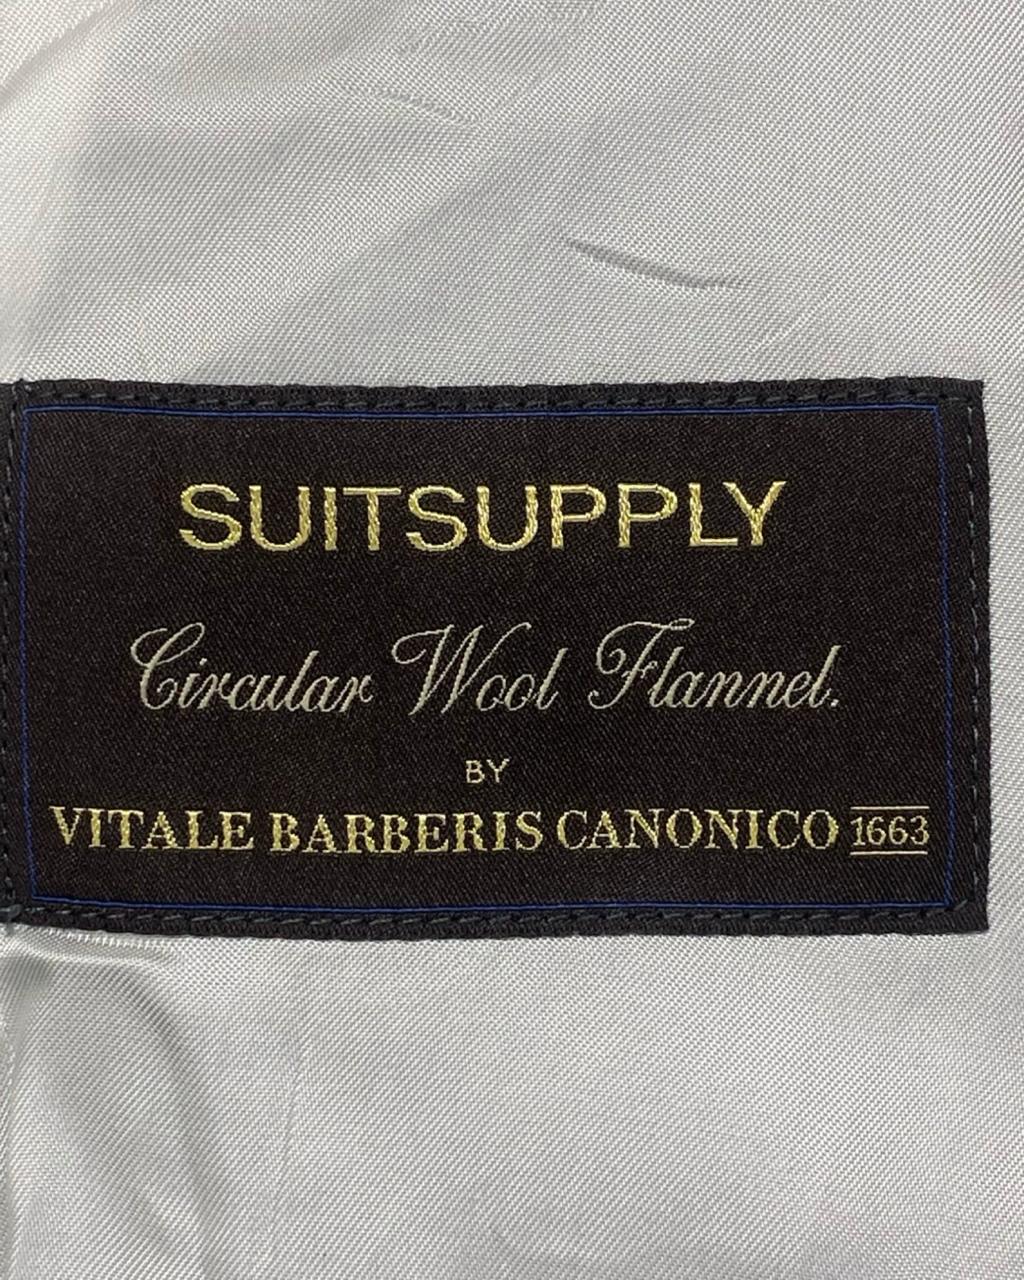 SUITSUPPLY
Circular Wool Flannel.
BY
VITALE BARBERIS CANONICO 1663